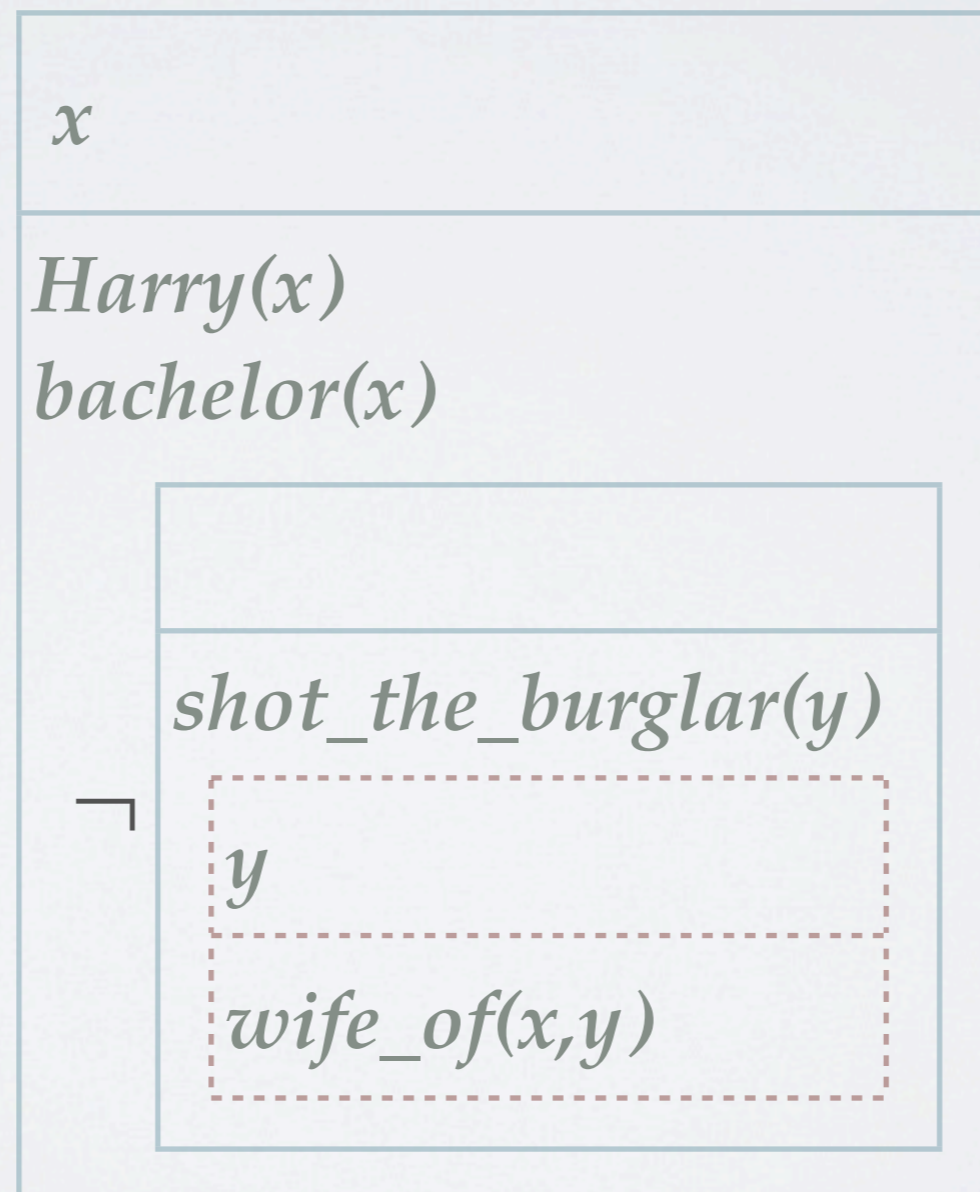 x
Harry(x)
bachelor(x)
shot_the_burglar(y)
¬
y
wife_of(x,y)